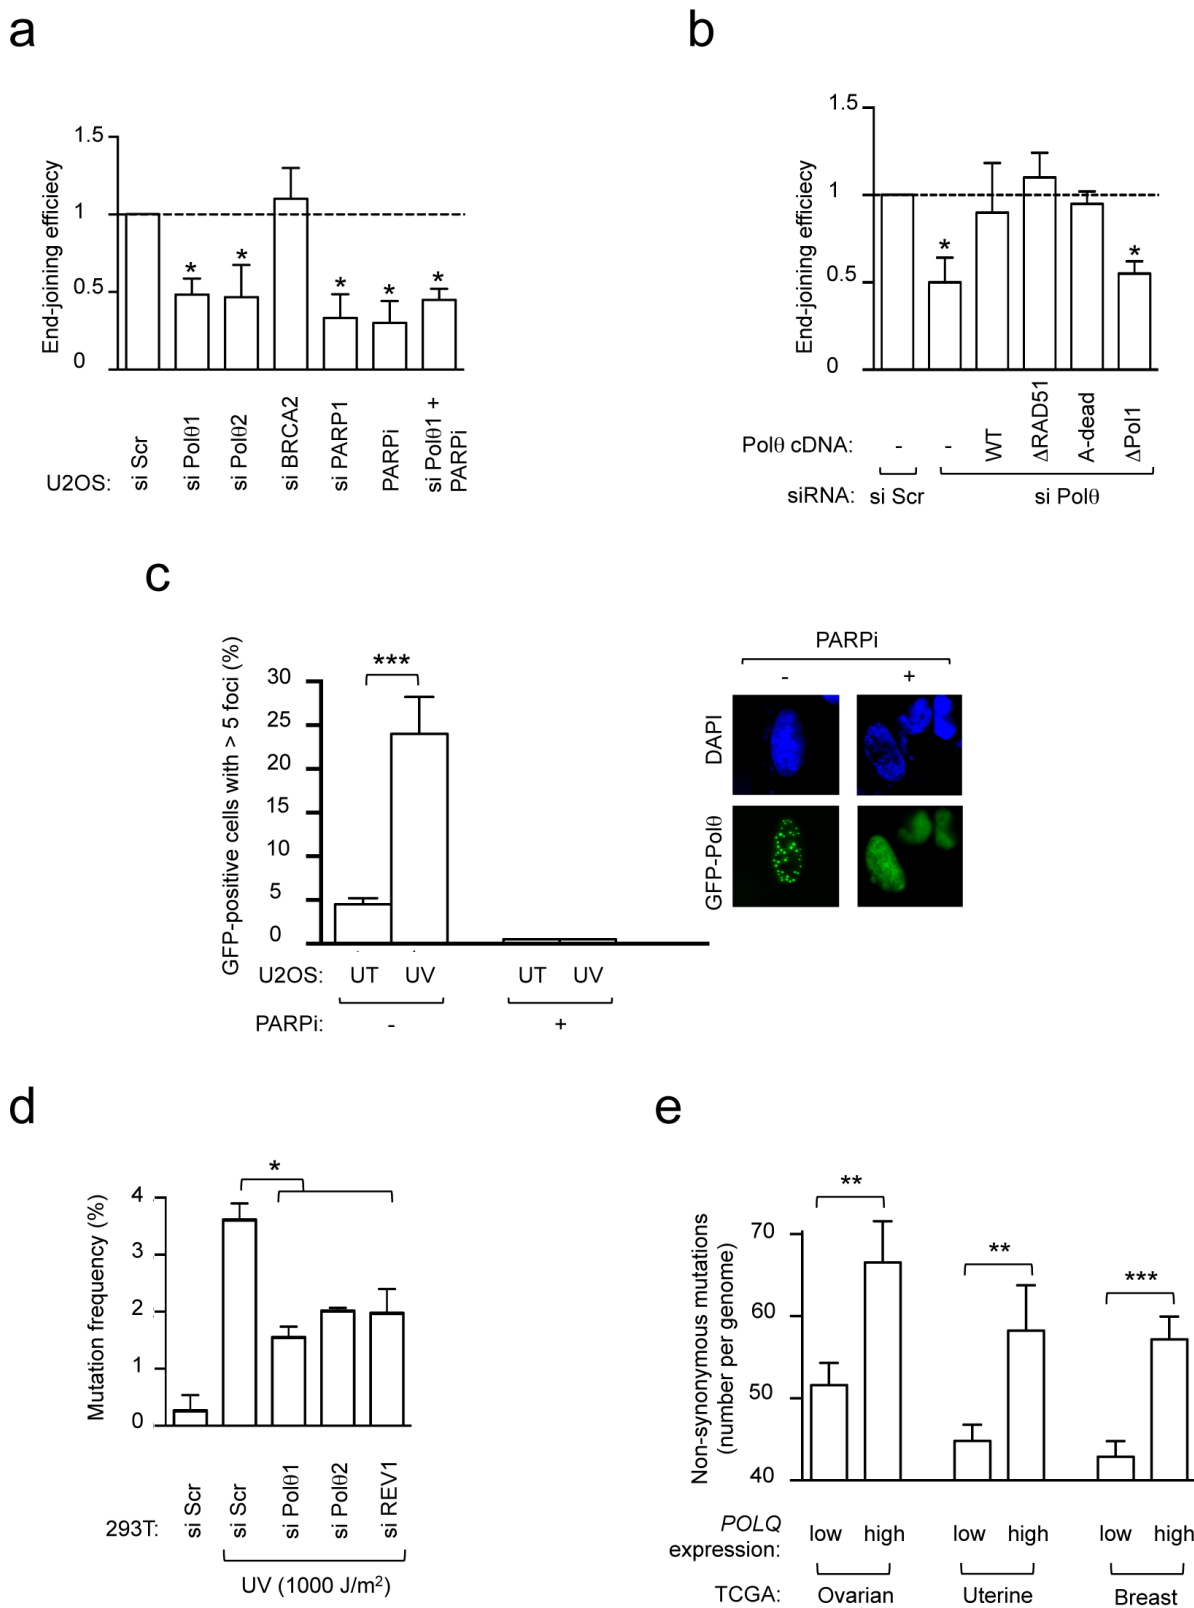 a
End-joining efficiecy
1.5
1
0.5
0
* * * * *
U2OS:
si Scr
si Polθ1
si Polθ2
si BRCA2
si PARP1
PARPi
si Polθ1 +
PARPi
b
End-joining efficiecy
1.5
1
0.5
0
* *
Polθ cDNA:
-
-
WT
ΔRAD51
A-dead
ΔPol1
siRNA: si Scr si Polθ
c
GFP-positive cells with > 5 foci (%)
30
25
20
15
10
5
0
***
U2OS: UT UV UT UV
PARPi: - +
PARPi
- +
DAPI
GFP-Polθ
d
Mutation frequency (%)
4
3
2
1
0
*
293T:
si Scr
si Scr
si Polθ1
si Polθ2
si REV1
UV (1000 J/m²)
e
Non-synonymous mutations
(number per genome)
70
60
50
40
** ** ***
POLQ
expression:
low high low high low high
TCGA: Ovarian Uterine Breast